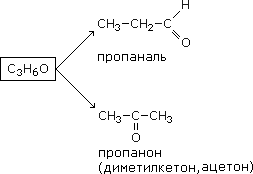 H
CH₃–CH₂–C
O
пропаналь
C₃H₆O
CH₃–C–CH₃
O
пропанон
(диметилкетон,ацетон)